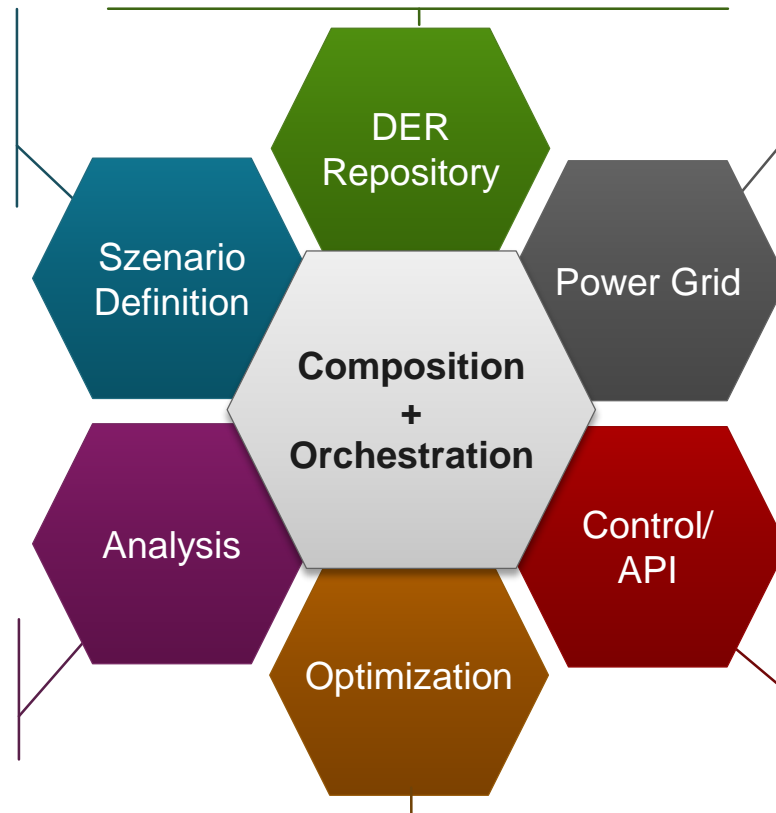 DER
Repository
Szenario
Definition
Power Grid
Composition
+
Orchestration
Analysis
Control/
API
Optimization